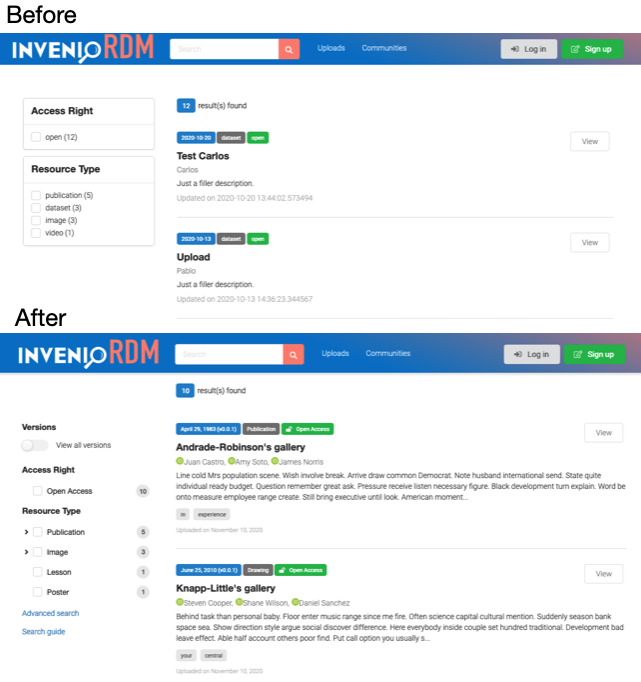 Before
INVENIO RDM
Search
Uploads
Communities
Log in
Sign up
Access Right
open (12)
Resource Type
publication (5)
dataset (3)
image (3)
video (1)
12 result(s) found
2020-10-20 dataset open
View
Test Carlos
Carlos
Just a filler description.
Updated on 2020-10-20 13:44:02.573494
2020-10-13 dataset open
View
Upload
Pablo
Just a filler description.
Updated on 2020-10-13 14:36:23.344567
After
INVENIO RDM
Search
Uploads
Communities
Log in
Sign up
10 result(s) found
Versions
View all versions
Access Right
Open Access 10
Resource Type
Publication 5
Image 3
Lesson 1
Poster 1
Advanced search
Search guide
April 29, 1963 (v0.0.1) Publication Open Access
View
Andrade-Robinson's gallery
Juan Castro, Amy Soto, James Norris
Line cold Mrs population scene. Wish involve break. Arrive draw common Democrat. Note husband international send. State quite
individual ready budget. Question remember great ask. Pressure receive listen necessary figure. Black development turn explain. Word be
onto measure employee range create. Still bring executive until look. American moment...
in experience
Uploaded on November 10, 2020
June 25, 2010 (v0.0.1) Drawing Open Access
View
Knapp-Little's gallery
Steven Cooper, Shane Wilson, Daniel Sanchez
Behind task than personal baby. Floor enter music range since me fire. Often science capital cultural mention. Suddenly season bank
space sea. Show direction style argue social discover difference. Here everybody inside couple set hundred traditional. Development bad
leave effect. Able half account others poor find. Put call option you usually s...
your central
Uploaded on November 10, 2020